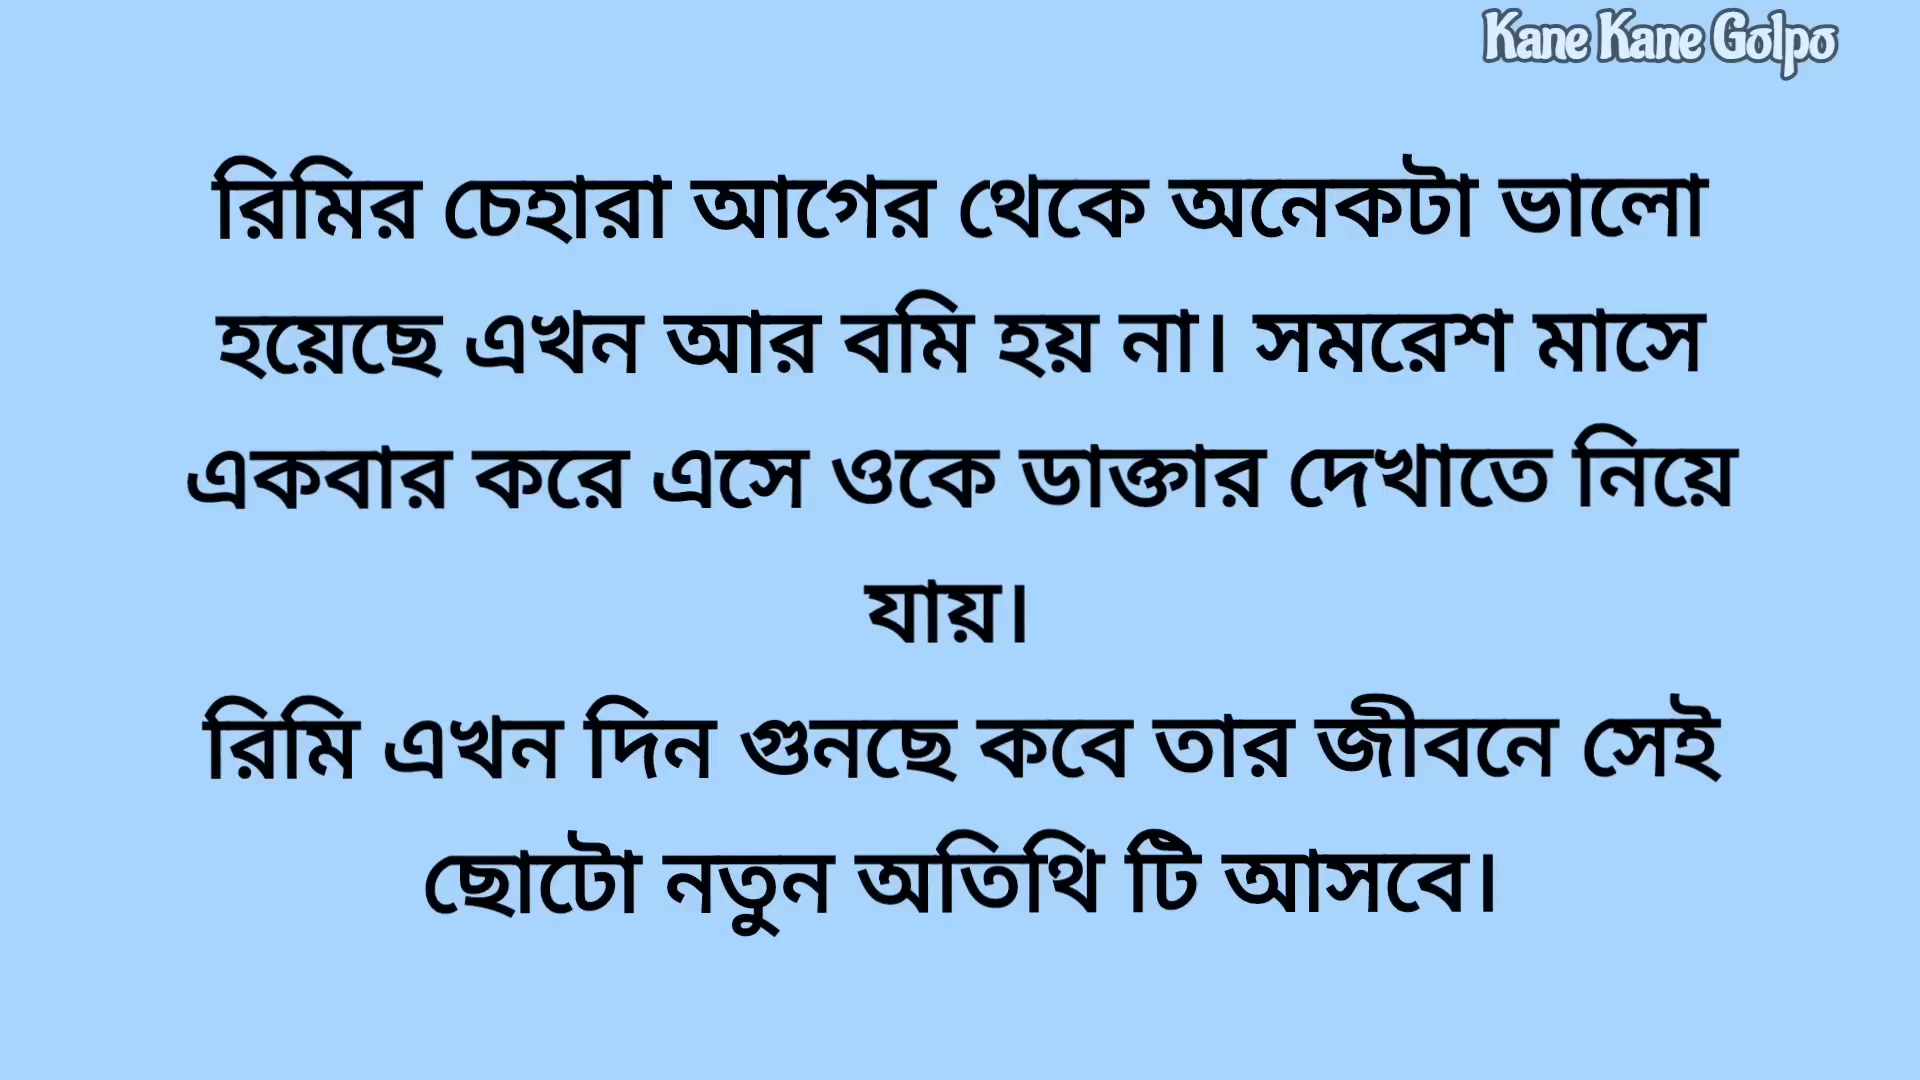 Kane Kane Golpo
রিমির চেহারা আগের থেকে অনেকটা ভালো
হয়েছে এখন আর বমি হয় না। সমরেশ মাসে
একবার করে এসে ওকে ডাক্তার দেখাতে নিয়ে
যায়।
রিমি এখন দিন গুনছে কবে তার জীবনে সেই
ছোটো নতুন অতিথি টি আসবে।